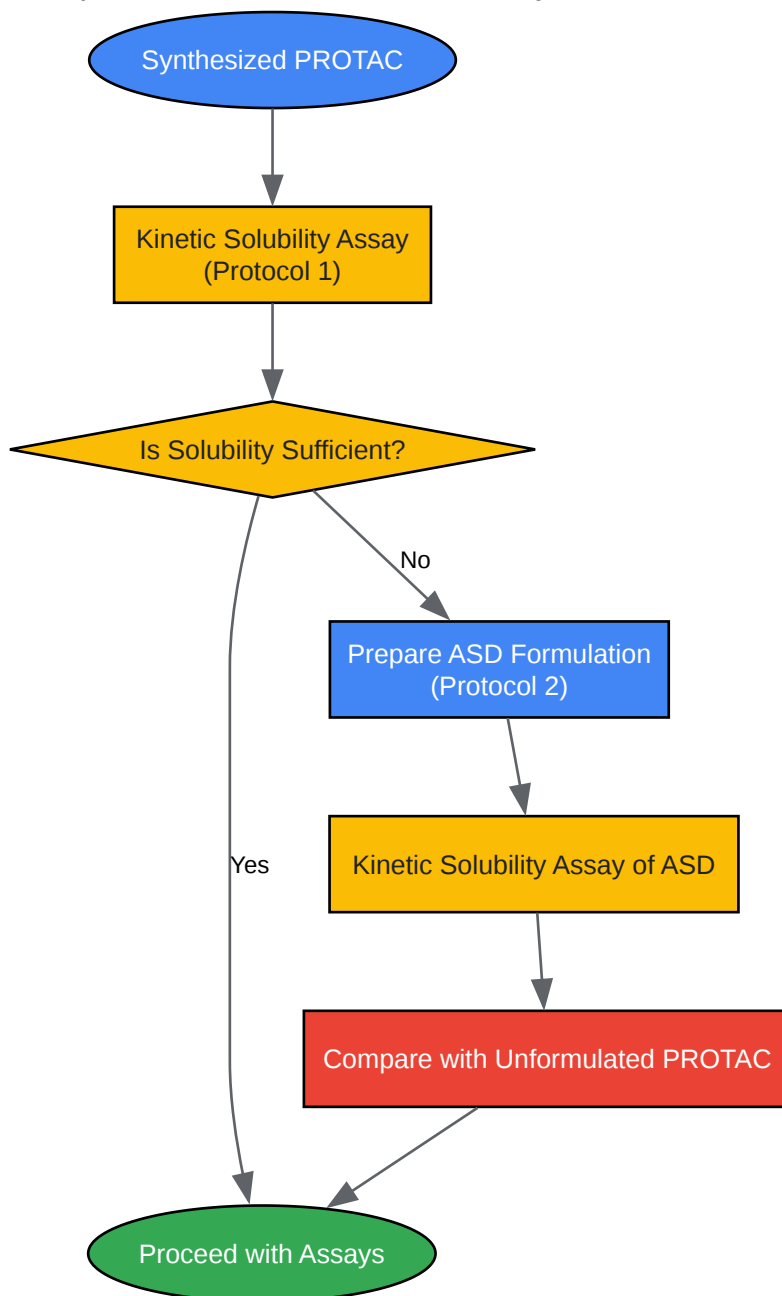 Synthesized PROTAC
Kinetic Solubility Assay
(Protocol 1)
Is Solubility Sufficient?
No
Prepare ASD Formulation
(Protocol 2)
Yes
Kinetic Solubility Assay of ASD
Compare with Unformulated PROTAC
Proceed with Assays